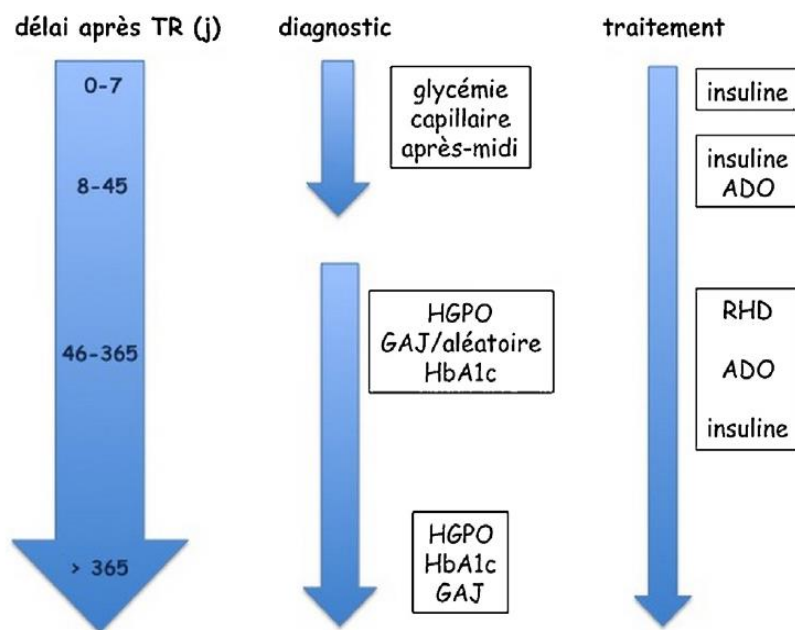 délai après TR (j)
diagnostic
traitement
0-7
8-45
46-365
> 365
glycémie
capillaire
après-midi
HGPO
GAJ/aléatoire
HbA1c
HGPO
HbA1c
GAJ
insuline
insuline
ADO
RHD
ADO
insuline